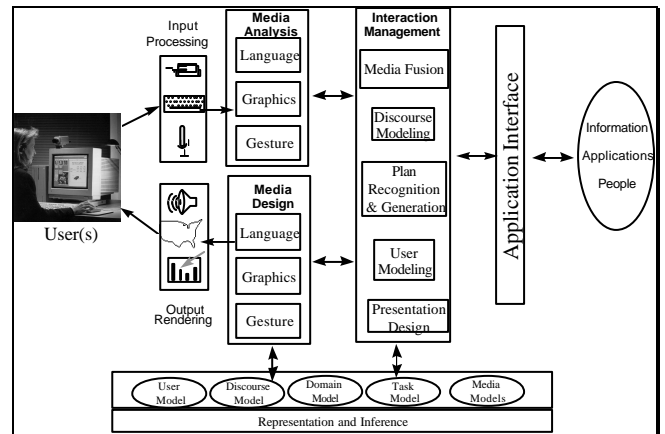 Input
Processing
Media
Analysis
Language
Graphics
Gesture
Interaction
Management
Media Fusion
Discourse
Modeling
Plan
Recognition
& Generation
User
Modeling
Presentation
Design
Application Interface
Information
Applications
People
User(s)
Media
Design
Language
Graphics
Gesture
Output
Rendering
User
Model
Discourse
Model
Domain
Model
Task
Model
Media
Models
Representation and Inference